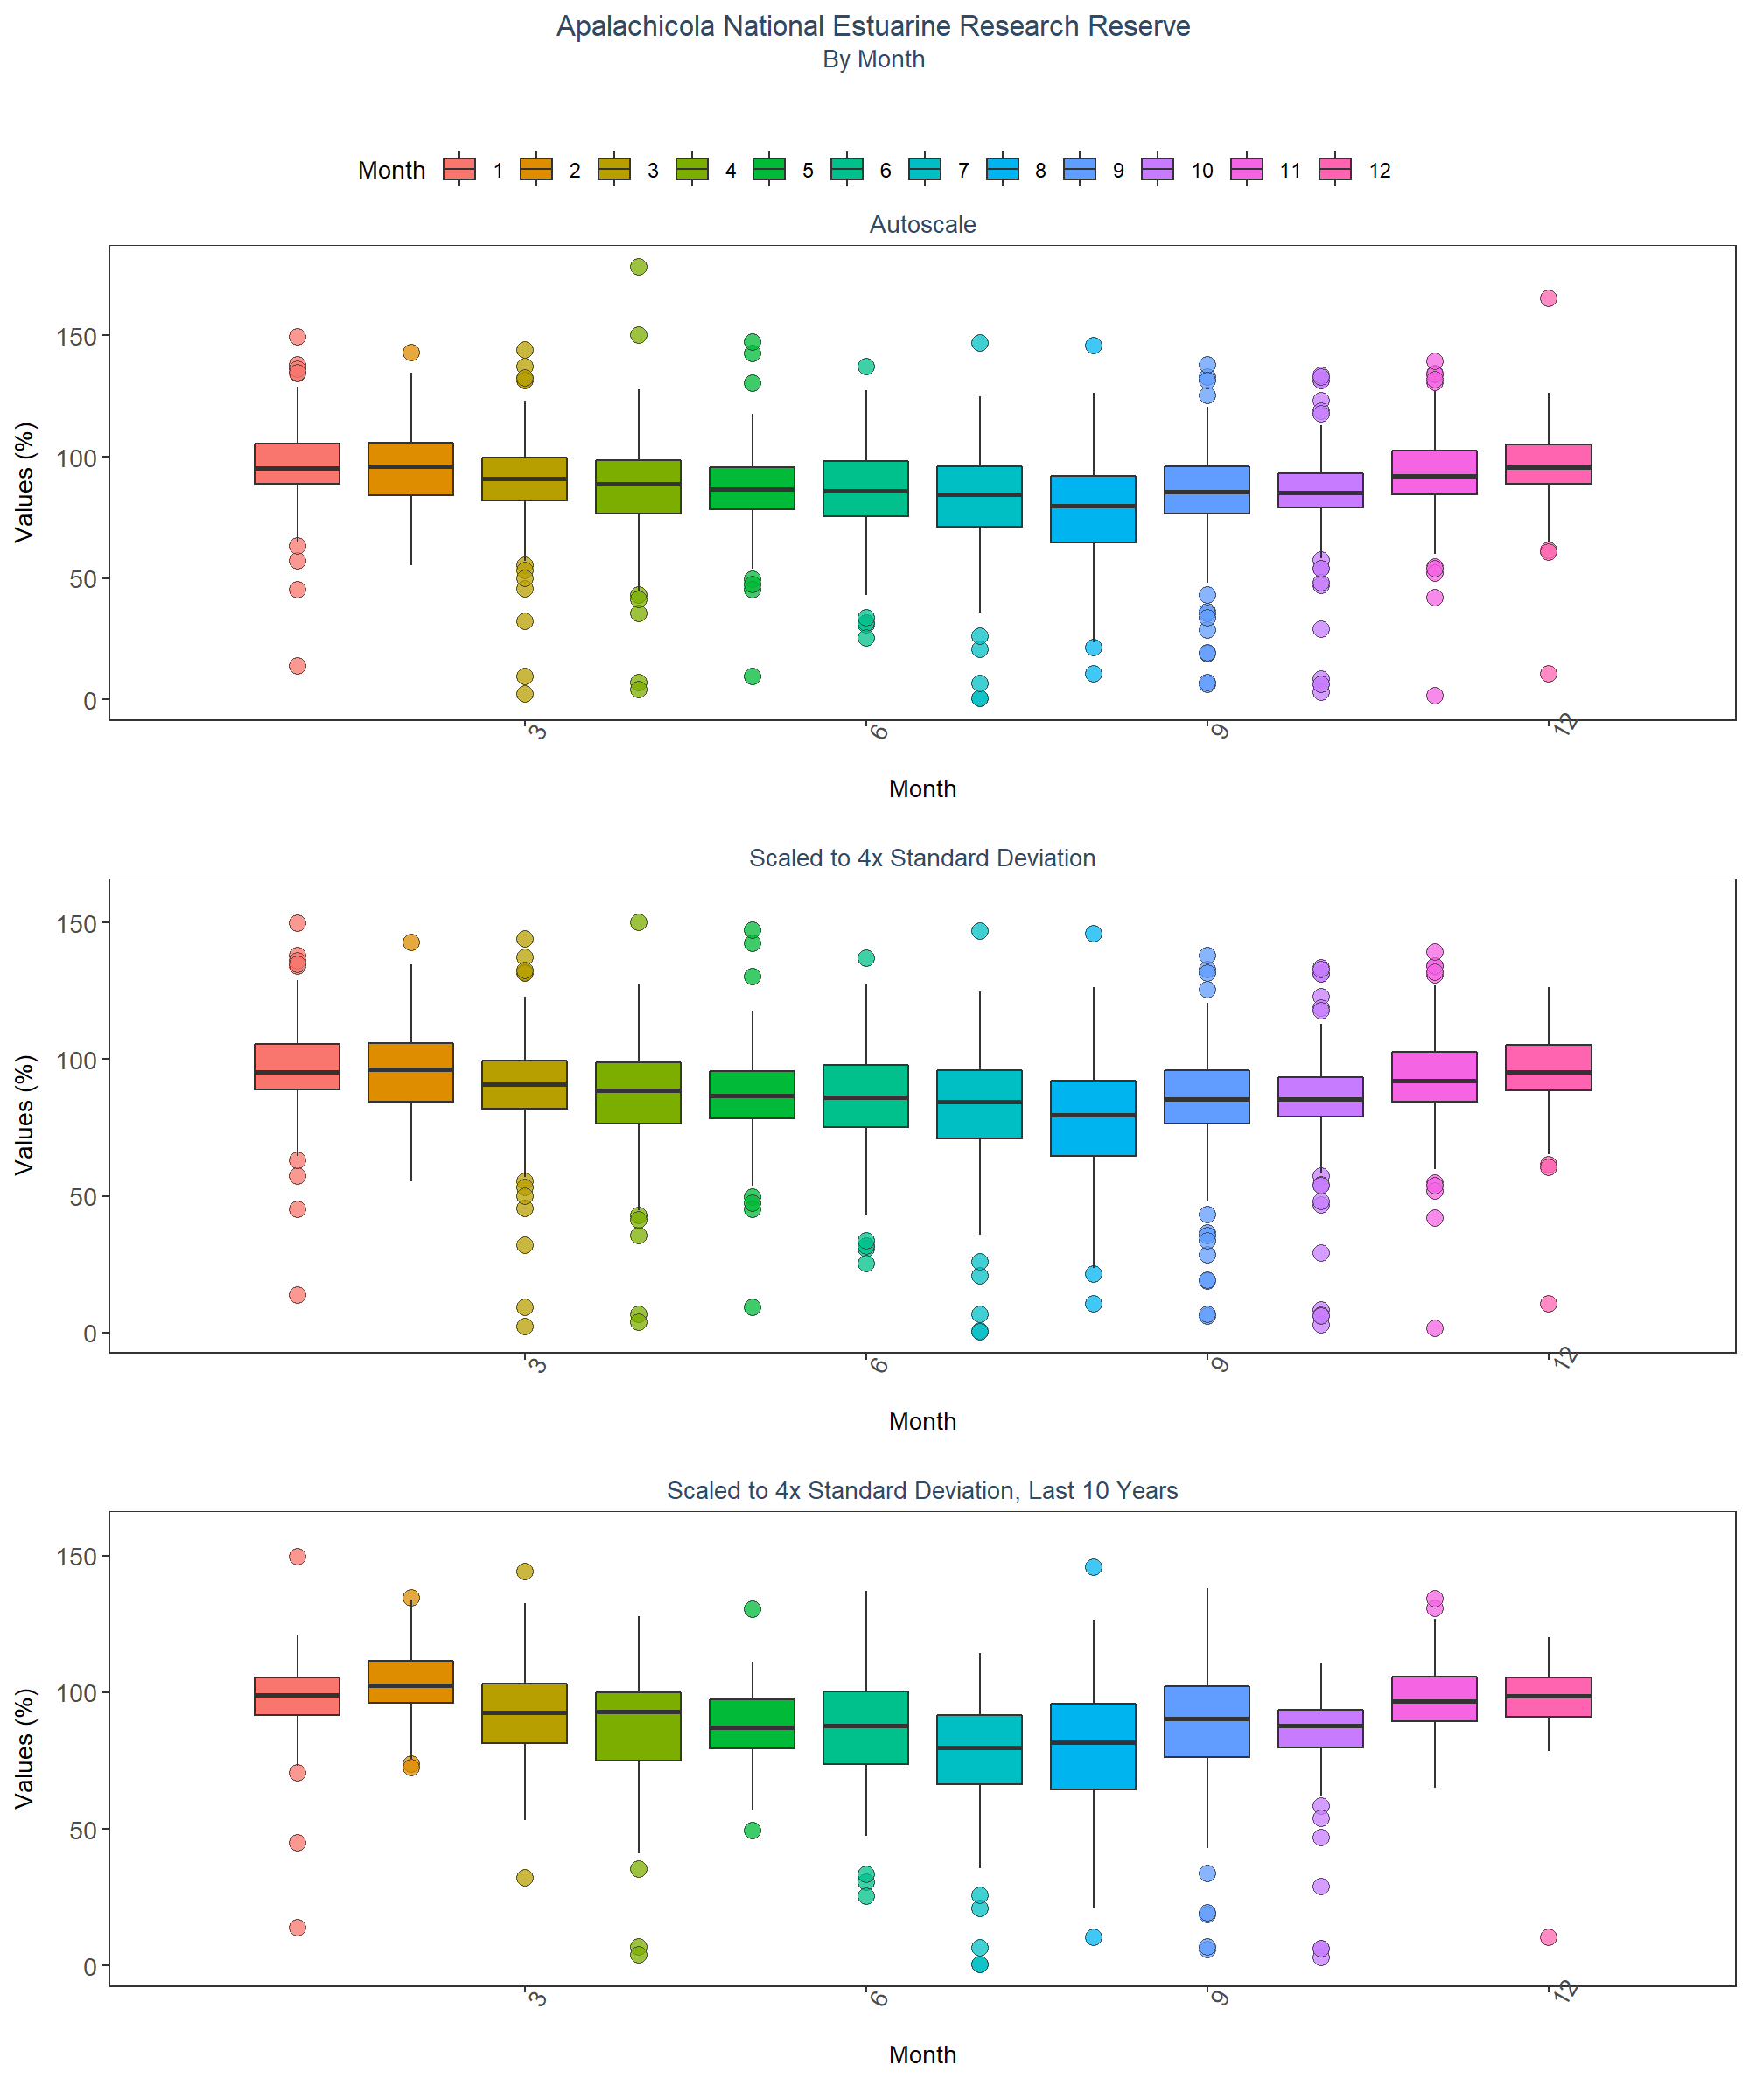 Apalachicola National Estuarine Research Reserve
By Month
Month 1 2 3 4 5 6 7 8 9 10 11 12
Autoscale
Values (%)
150
100
50
0
3 6 9 12
Month
Scaled to 4x Standard Deviation
Values (%)
150
100
50
0
3 6 9 12
Month
Scaled to 4x Standard Deviation, Last 10 Years
Values (%)
150
100
50
0
3 6 9 12
Month